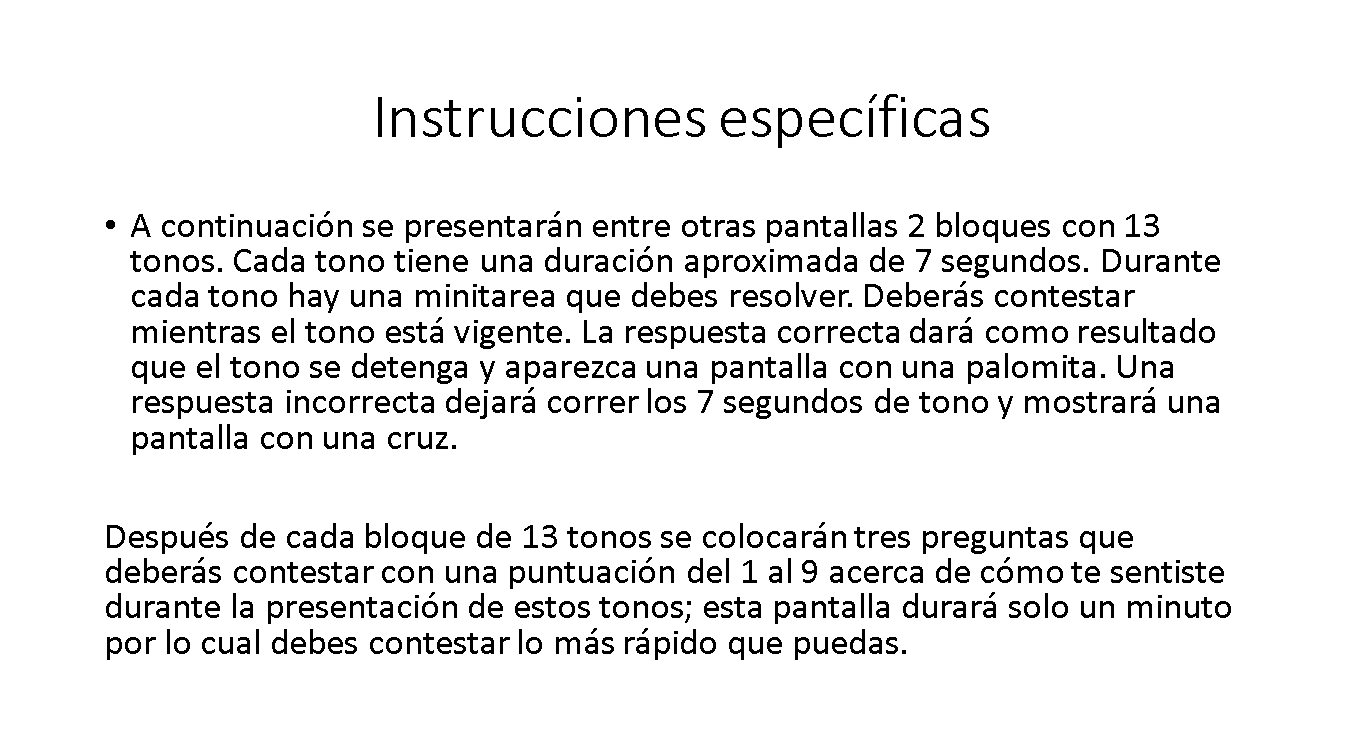 Instrucciones específicas
• A continuación se presentarán entre otras pantallas 2 bloques con 13
tonos. Cada tono tiene una duración aproximada de 7 segundos. Durante
cada tono hay una minitarea que debes resolver. Deberás contestar
mientras el tono está vigente. La respuesta correcta dará como resultado
que el tono se detenga y aparezca una pantalla con una palomita. Una
respuesta incorrecta dejará correr los 7 segundos de tono y mostrará una
pantalla con una cruz.
Después de cada bloque de 13 tonos se colocarán tres preguntas que
deberás contestar con una puntuación del 1 al 9 acerca de cómo te sentiste
durante la presentación de estos tonos; esta pantalla durará solo un minuto
por lo cual debes contestar lo más rápido que puedas.